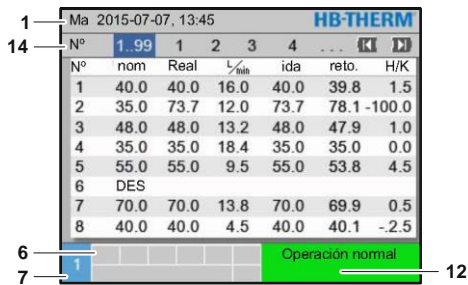 1 Ma 2015-07-07, 13:45 HB-THERM
14 Nº 1..99 1 2 3 4 ...
Nº nom Real L/min ida reto. H/K
1 40.0 40.0 16.0 40.0 39.8 1.5
2 35.0 73.7 12.0 73.7 78.1 -100.0
3 48.0 48.0 13.2 48.0 47.9 1.0
4 35.0 35.0 18.4 35.0 35.0 0.0
5 55.0 55.0 9.5 55.0 53.8 4.5
6 DES
7 70.0 70.0 13.8 70.0 69.9 0.5
8 40.0 40.0 4.5 40.0 40.1 -.2.5
6 Operación normal
7 1 12